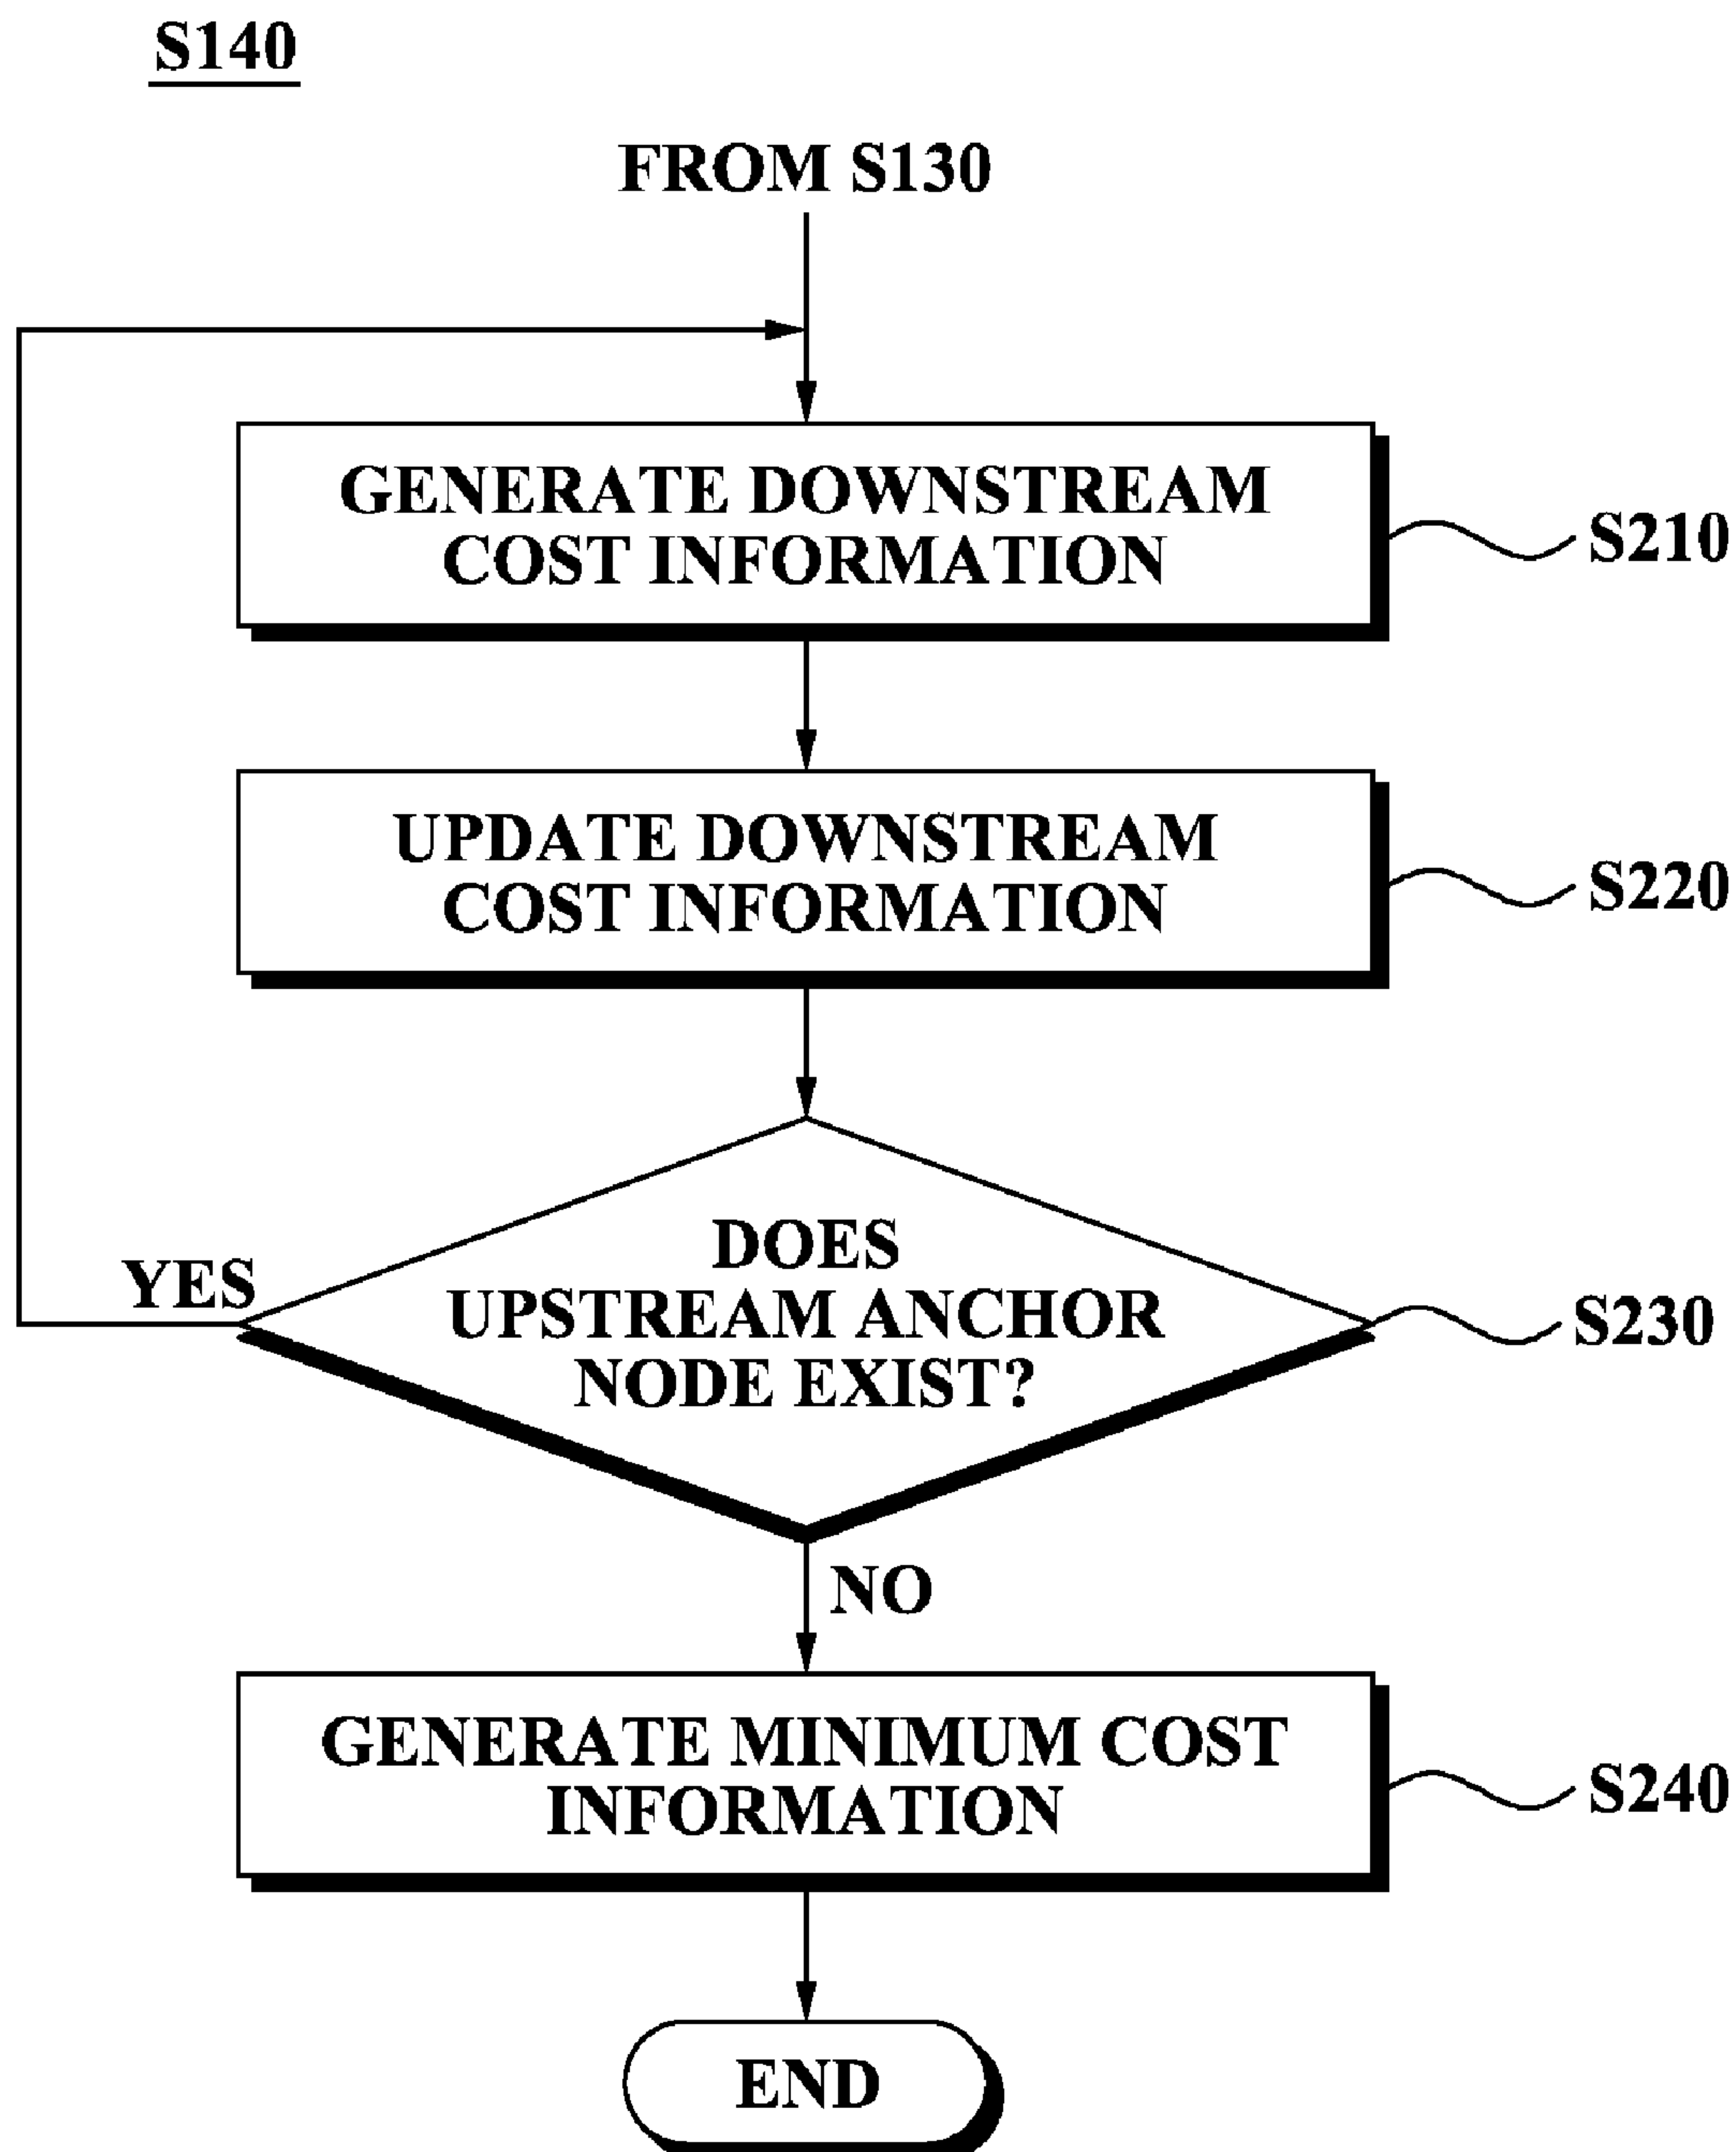 S140
FROM S130
GENERATE DOWNSTREAM
COST INFORMATION
S210
UPDATE DOWNSTREAM
COST INFORMATION
S220
DOES
UPSTREAM ANCHOR
NODE EXIST?
YES
S230
NO
GENERATE MINIMUM COST
INFORMATION
S240
END